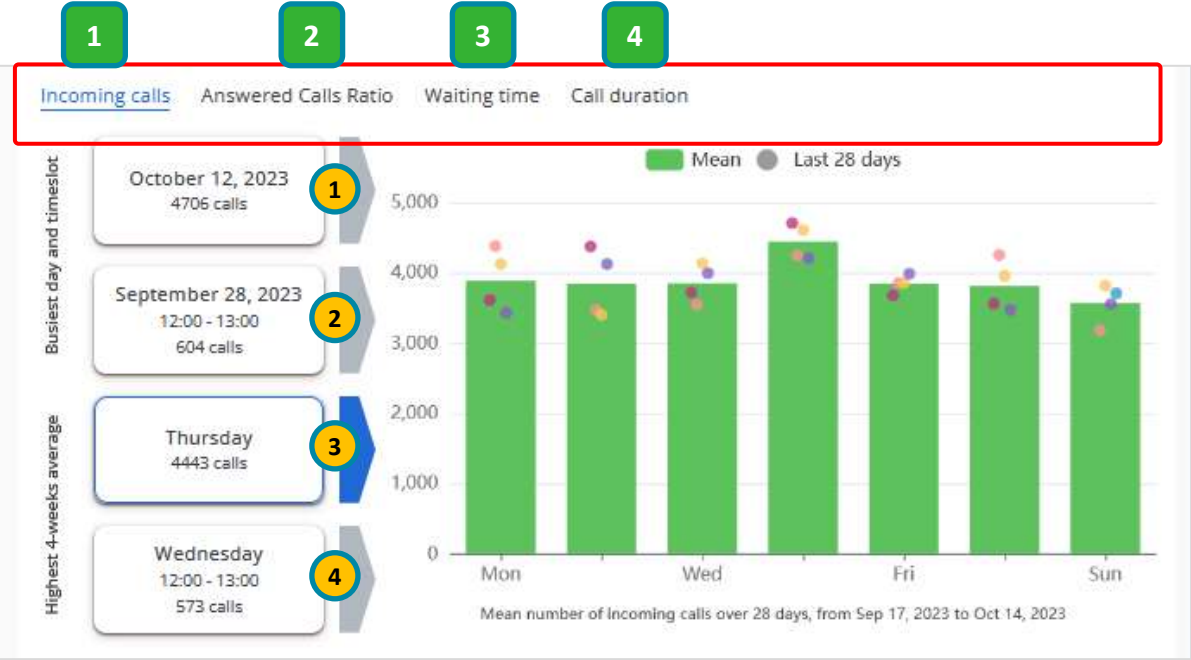 1 2 3 4
Incoming calls Answered Calls Ratio Waiting time Call duration
Busiest day and timeslot
October 12, 2023
4706 calls
1
September 28, 2023
12:00 - 13:00
604 calls
2
Highest 4-weeks average
Thursday
4443 calls
3
Wednesday
12:00 - 13:00
573 calls
4
Mean Last 28 days
5,000
4,000
3,000
2,000
1,000
0
Mon Wed Fri Sun
Mean number of incoming calls over 28 days, from Sep 17, 2023 to Oct 14, 2023